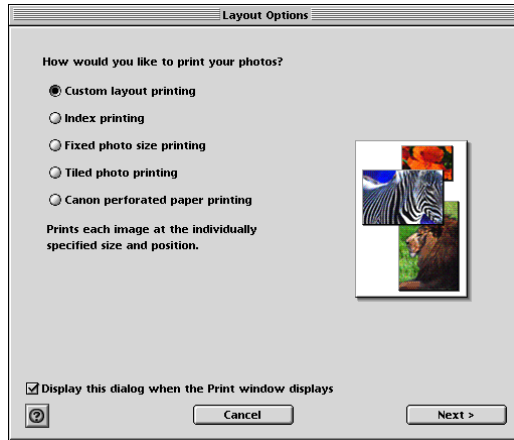 Layout Options
How would you like to print your photos?
Custom layout printing
Index printing
Fixed photo size printing
Tiled photo printing
Canon perforated paper printing
Prints each image at the individually
specified size and position.
Display this dialog when the Print window displays
?
Cancel
Next >